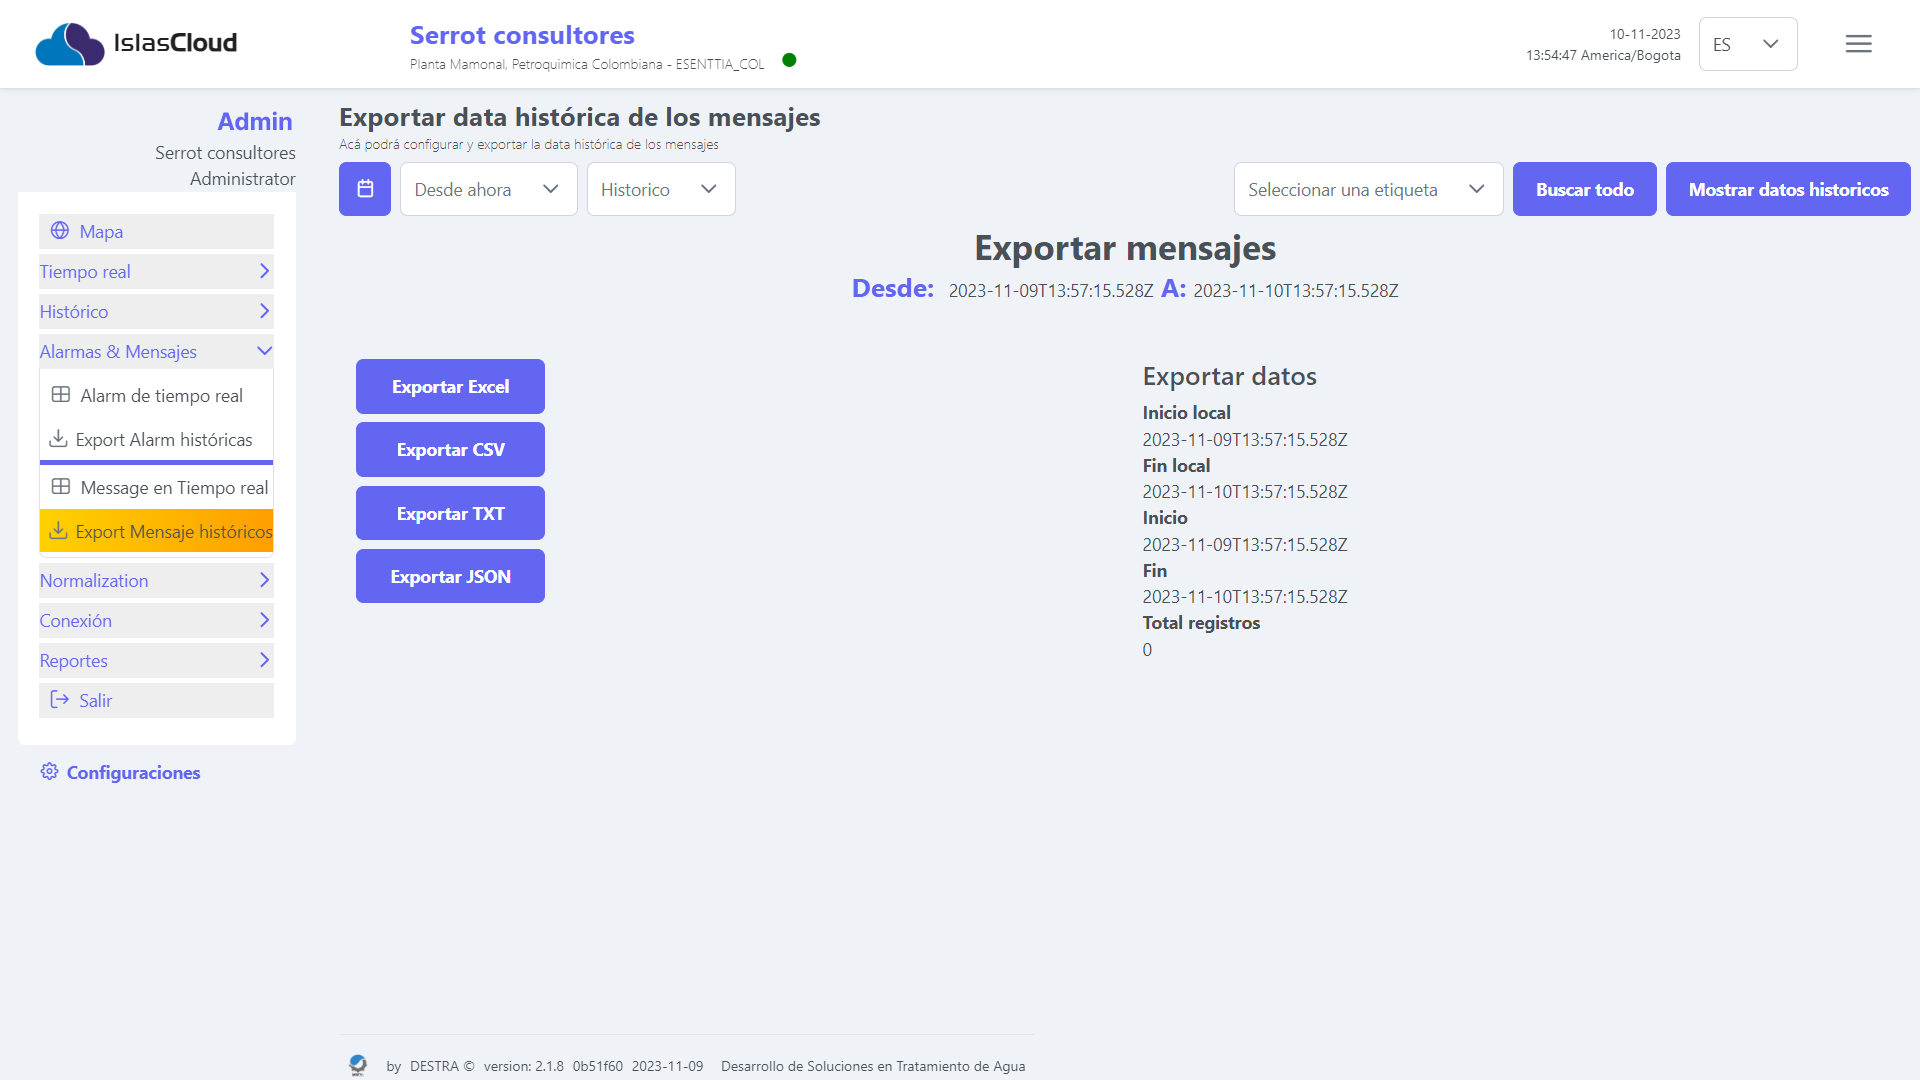 IslasCloud
Serrot consultores
Planta Mamonal, Petroquimica Colombiana - ESENTTIA_COL
10-11-2023
13:54:47 America/Bogota
ES
Admin
Serrot consultores
Administrator
Mapa
Tiempo real
Histórico
Alarmas & Mensajes
Alarm de tiempo real
Export Alarm históricas
Message en Tiempo real
Export Mensaje históricos
Normalization
Conexión
Reportes
Salir
Configuraciones
Exportar data histórica de los mensajes
Acá podrá configurar y exportar la data histórica de los mensajes
Desde ahora
Historico
Seleccionar una etiqueta
Buscar todo
Mostrar datos historicos
Exportar mensajes
Desde: 2023-11-09T13:57:15.528Z A: 2023-11-10T13:57:15.528Z
Exportar Excel
Exportar CSV
Exportar TXT
Exportar JSON
Exportar datos
Inicio local
2023-11-09T13:57:15.528Z
Fin local
2023-11-10T13:57:15.528Z
Inicio
2023-11-09T13:57:15.528Z
Fin
2023-11-10T13:57:15.528Z
Total registros
0
by DESTRA © version: 2.1.8 0b51f60 2023-11-09 Desarrollo de Soluciones en Tratamiento de Agua